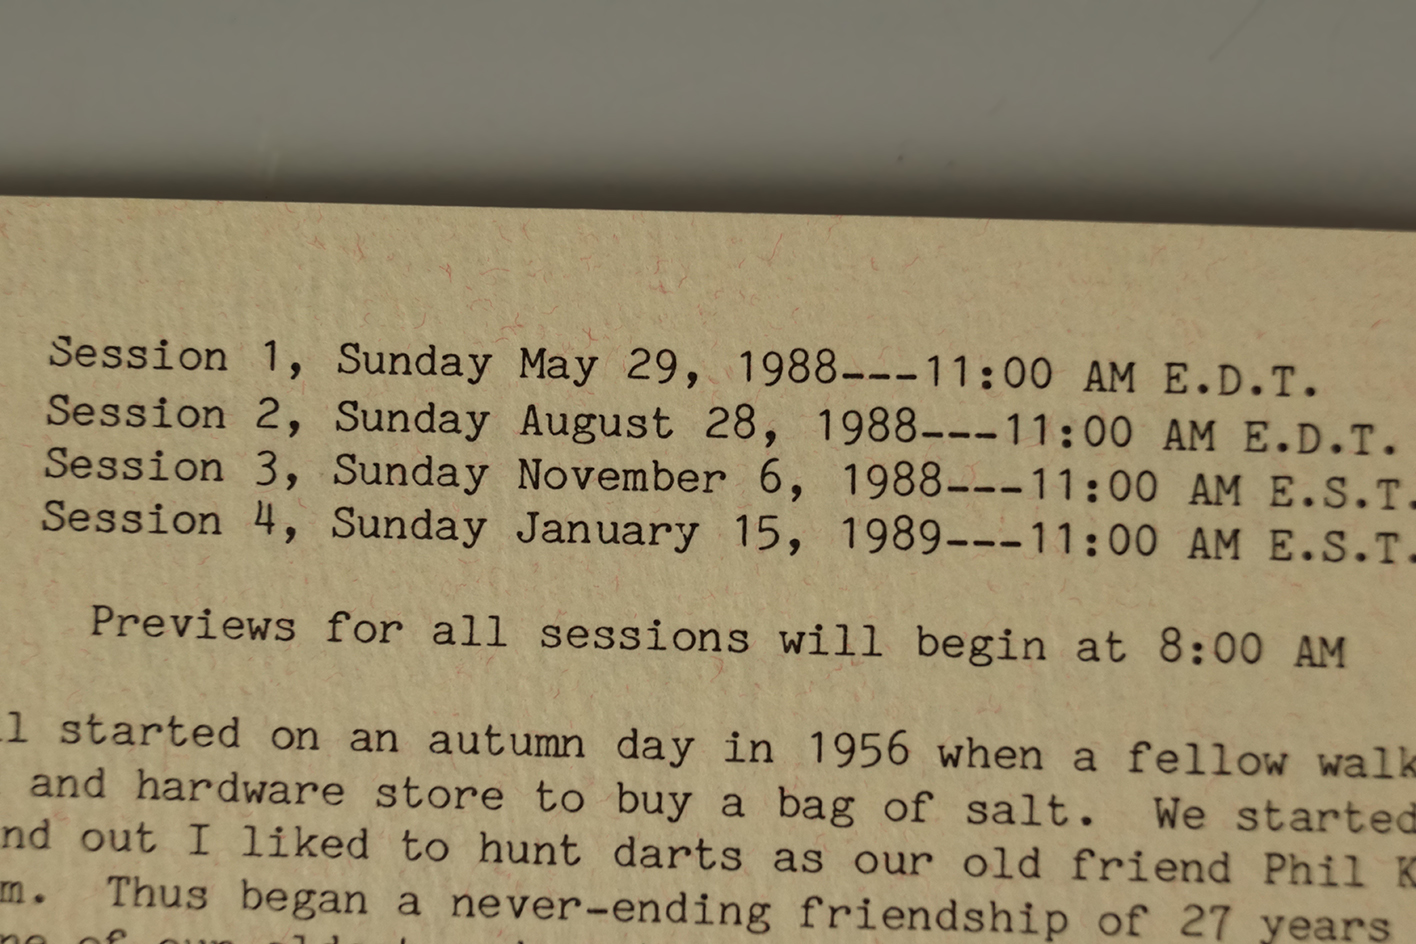 Session 1, Sunday May 29, 1988---11:00 AM E.D.T.
Session 2, Sunday August 28, 1988---11:00 AM E.D.T.
Session 3, Sunday November 6, 1988---11:00 AM E.S.T.
Session 4, Sunday January 15, 1989---11:00 AM E.S.T.
Previews for all sessions will begin at 8:00 AM
started on an autumn day in 1956 when a fellow
and hardware store to buy a bag of salt. We started
out I liked to hunt darts as our old friend Phil K
Thus began a never-ending friendship of 27 years
of our old